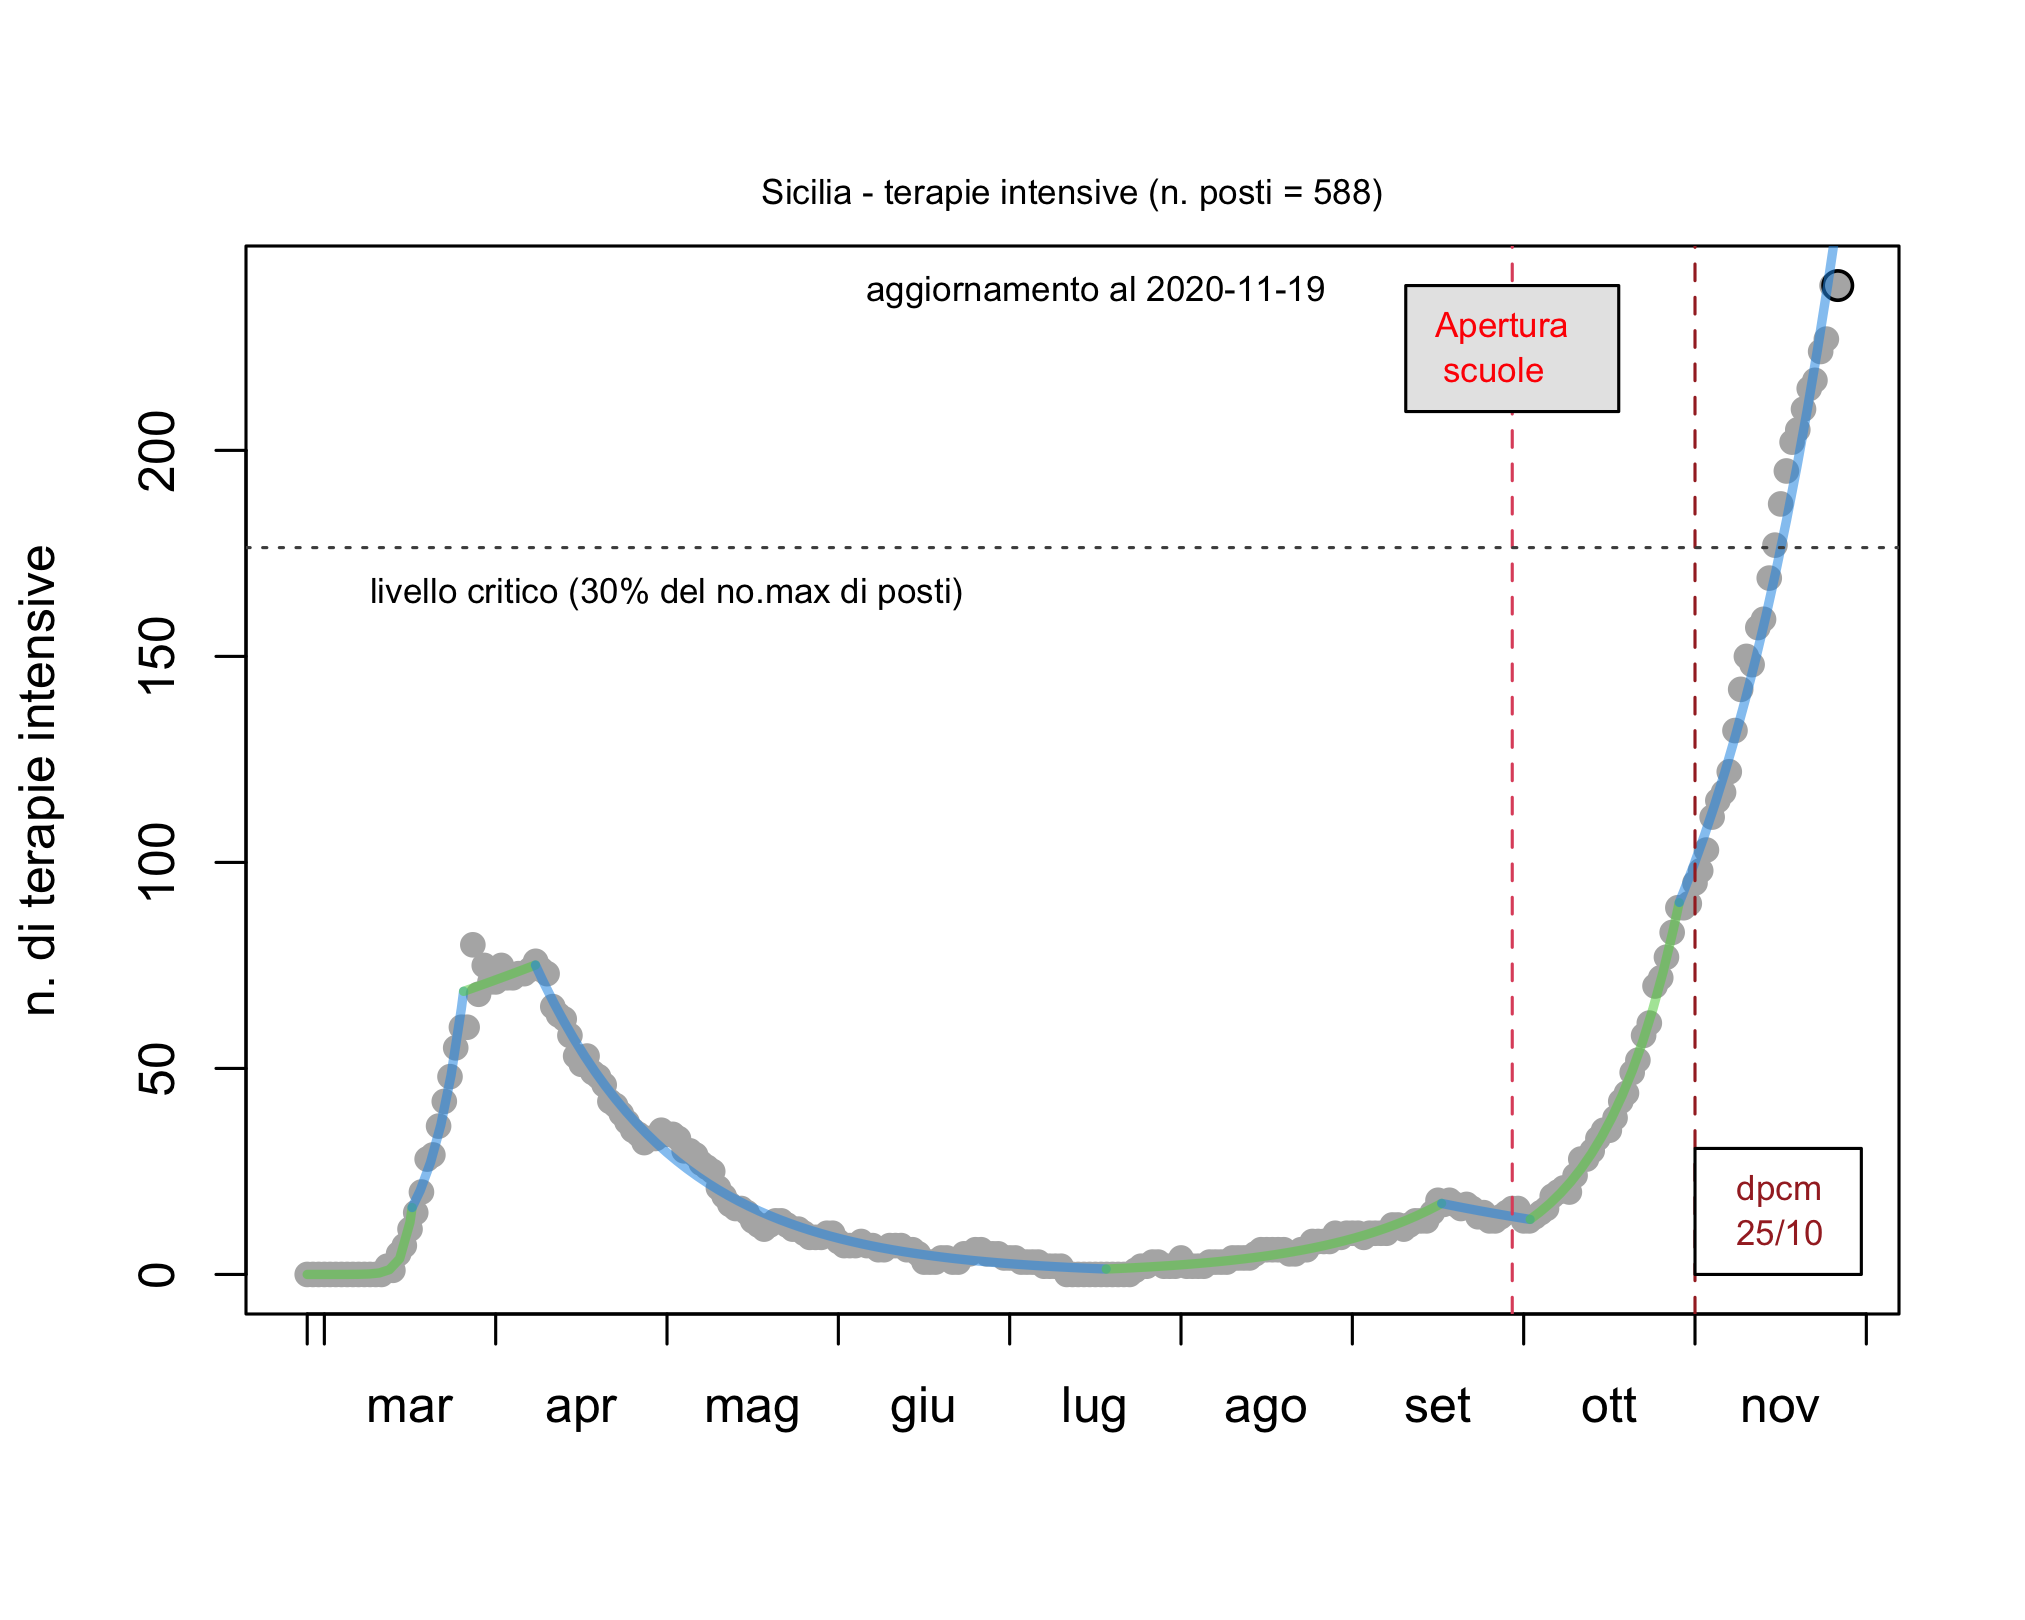 Sicilia - terapie intensive (n. posti = 588)
aggiornamento al 2020-11-19
Apertura
scuole
livello critico (30% del no.max di posti)
dpcm
25/10
n. di terapie intensive
200
150
100
50
0
mar apr mag giu lug ago set ott nov